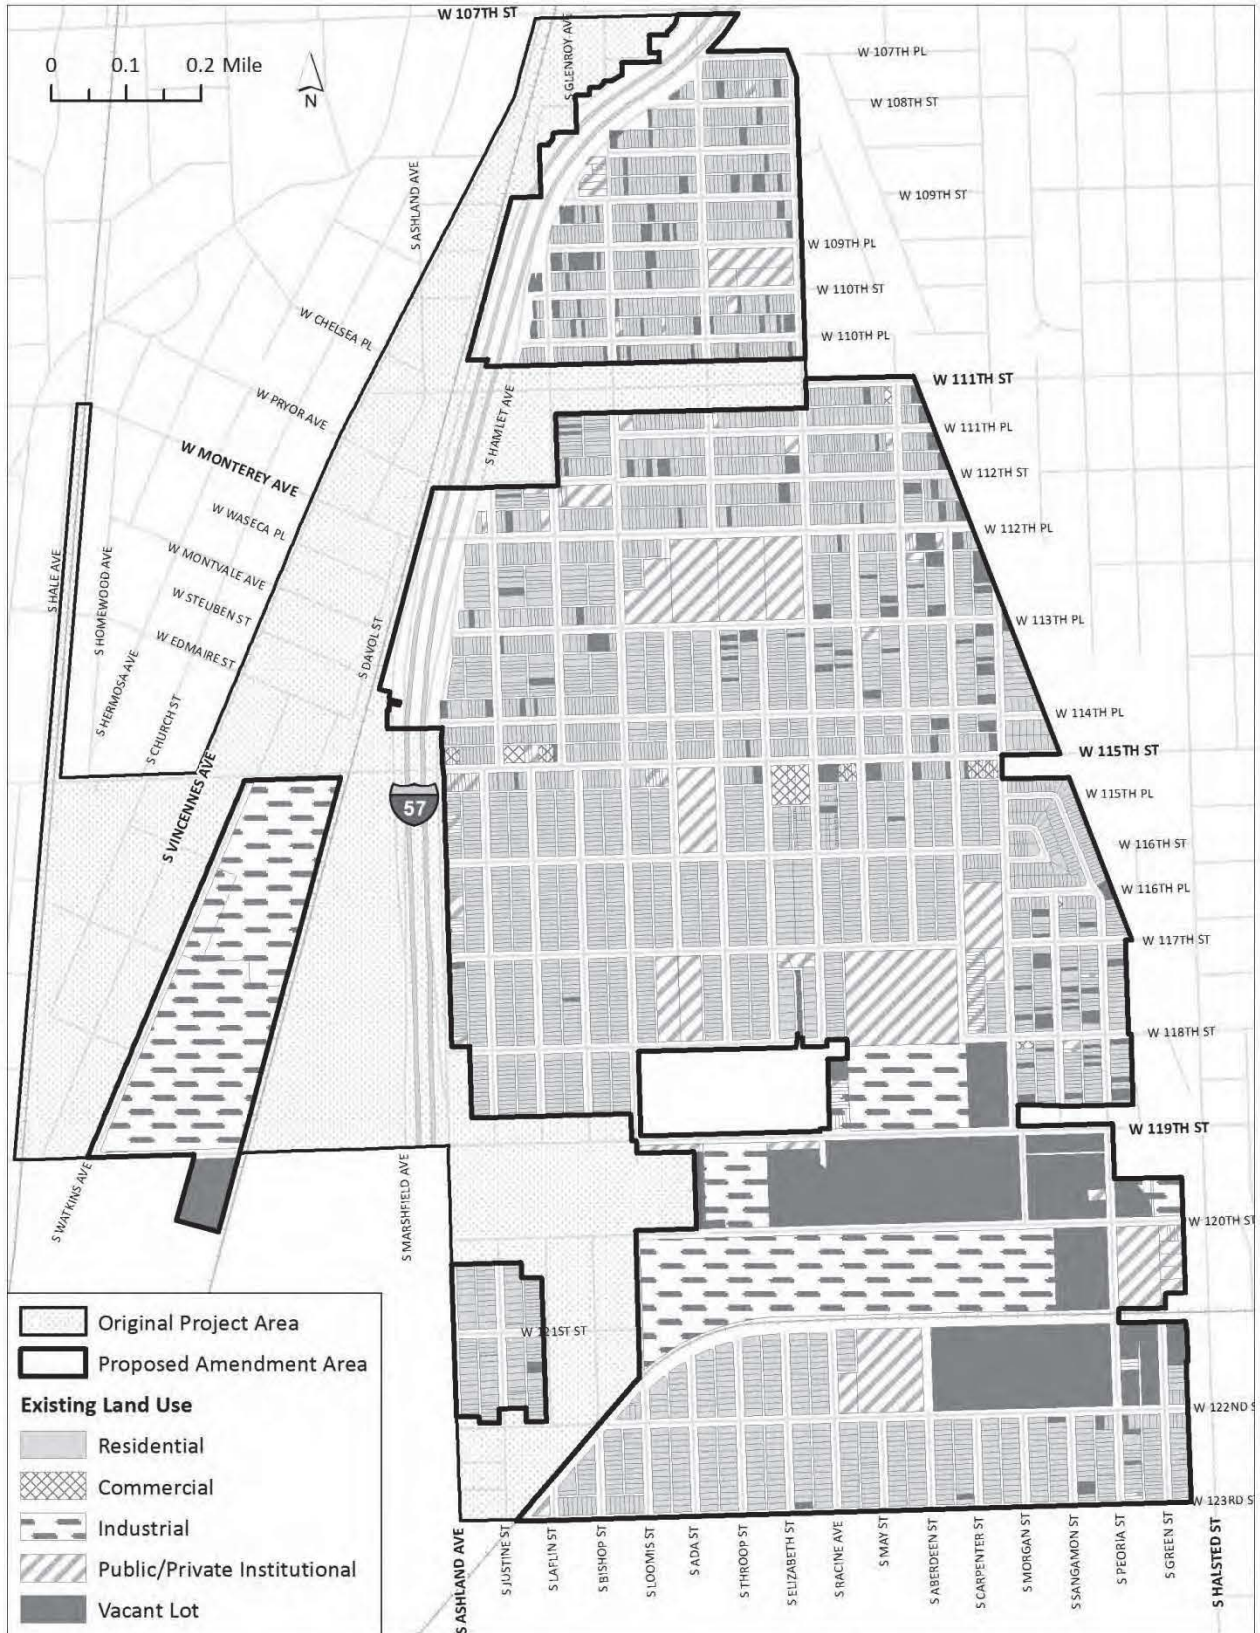 W 107TH ST
0 0.1 0.2 Mile
N
S GLENROY AVE
W 107TH PL
W 108TH ST
S ASHLAND AVE
W 109TH ST
W 109TH PL
W 110TH ST
W CHELSEA PL
W 110TH PL
W 111TH ST
W PRYOR AVE
S HAMLET AVE
W 111TH PL
W MONTEREY AVE
W 112TH ST
W WASECA PL
W 112TH PL
W MONTVALE AVE
S HALE AVE
S HOMEWOOD AVE
W STEUBEN ST
W 113TH PL
W EDMAIRE ST
S DAVOL ST
S HERMOSA AVE
S CHURCH ST
W 114TH PL
W 115TH ST
S VINCENNES AVE
57
W 115TH PL
W 116TH ST
W 116TH PL
W 117TH ST
W 118TH ST
W 119TH ST
S WATKINS AVE
S MARSHFIELD AVE
W 120TH ST
W 121ST ST
W 122ND S
W 123RD S
Original Project Area
Proposed Amendment Area
Existing Land Use
Residential
Commercial
Industrial
Public/Private Institutional
Vacant Lot
S ASHLAND AVE
S JUSTINE ST
S LAFLIN ST
S BISHOP ST
S LOOMIS ST
S ADA ST
S THROOP ST
S ELIZABETH ST
S RACINE AVE
S MAY ST
S ABERDEEN ST
S CARPENTER ST
S MORGAN ST
S SANGAMON ST
S PEORIA ST
S GREEN ST
S HALSTED ST